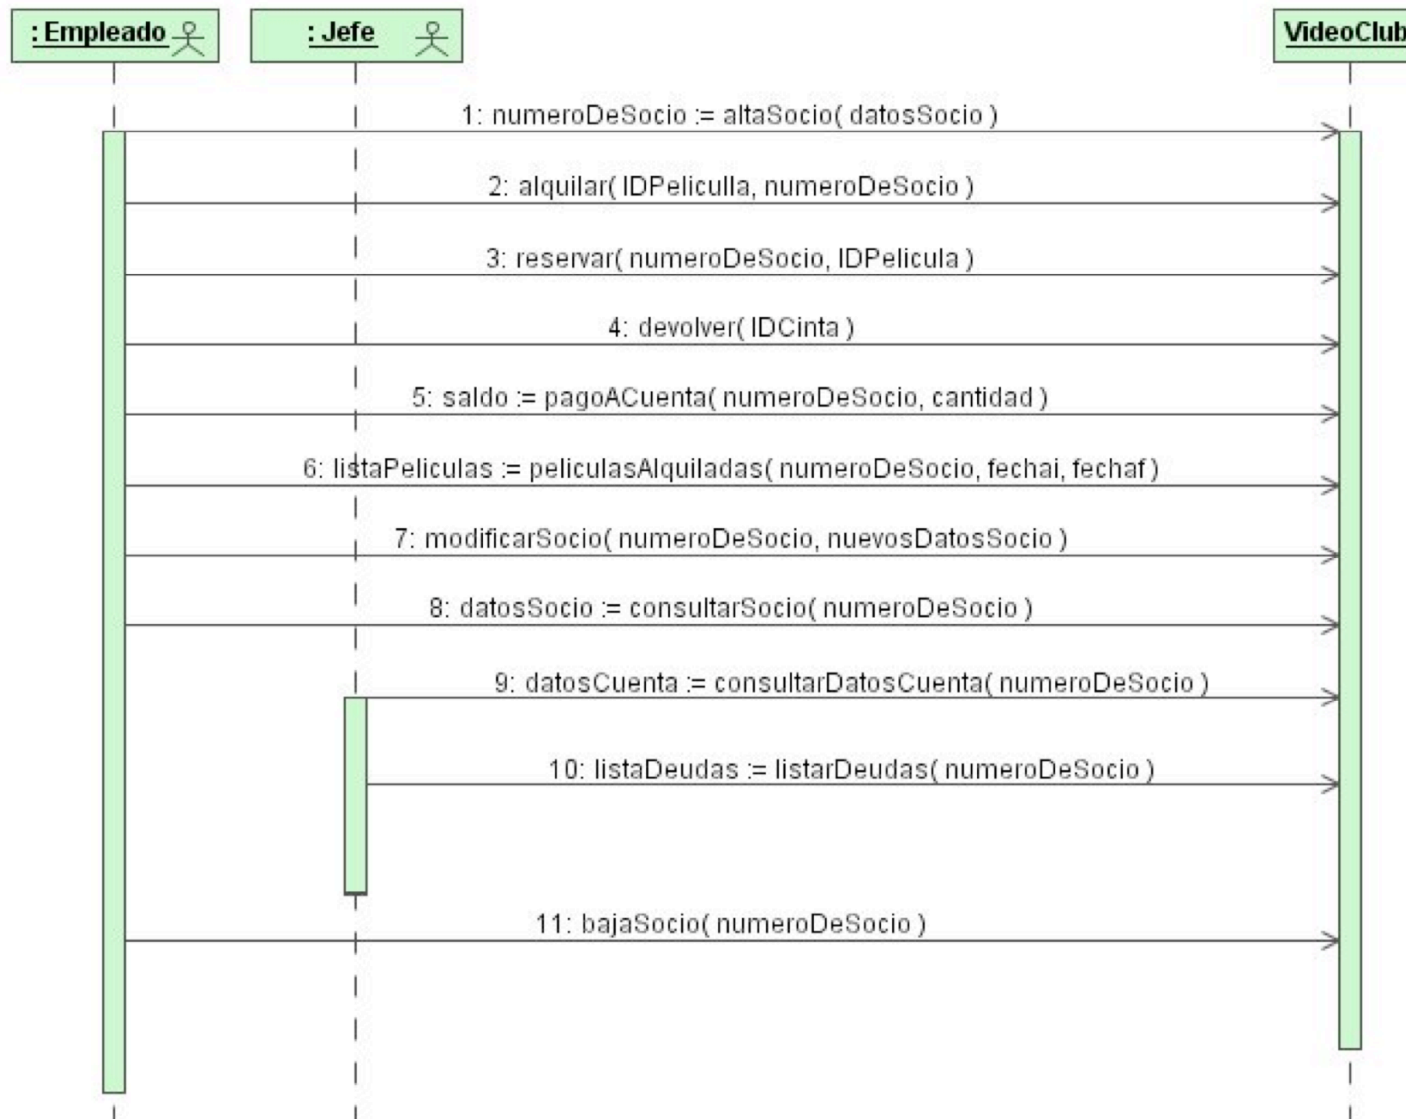 : Empleado
: Jefe
VideoClub
1: numeroDeSocio := altaSocio( datosSocio )
2: alquilar( IDPeliculla, numeroDeSocio )
3: reservar( numeroDeSocio, IDPelicula )
4: devolver( IDCinta )
5: saldo := pagoACuenta( numeroDeSocio, cantidad )
6: listaPeliculas := peliculasAlquiladas( numeroDeSocio, fechai, fechaf )
7: modificarSocio( numeroDeSocio, nuevosDatosSocio )
8: datosSocio := consultarSocio( numeroDeSocio )
9: datosCuenta := consultarDatosCuenta( numeroDeSocio )
10: listaDeudas := listarDeudas( numeroDeSocio )
11: bajaSocio( numeroDeSocio )